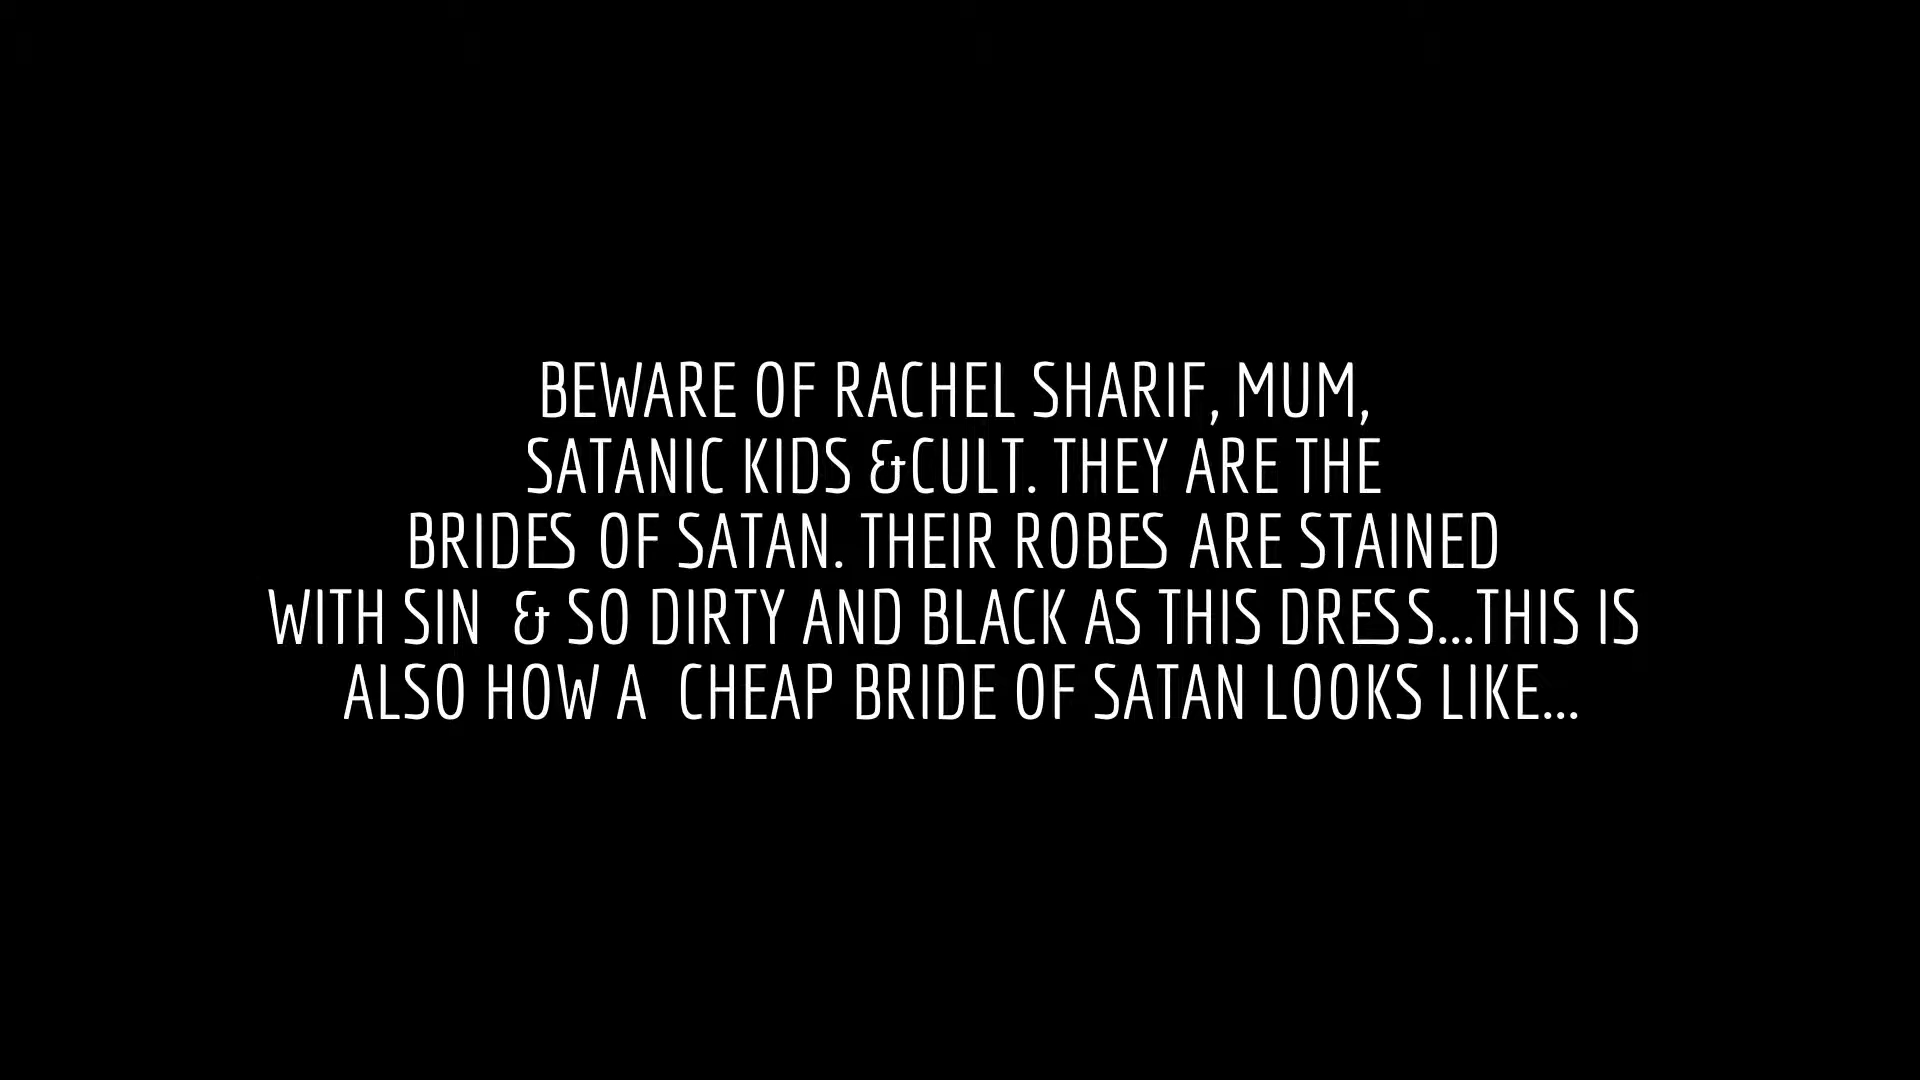 BEWARE OF RACHEL SHARIF, MUM,
SATANIC KIDS &CULT. THEY ARE THE
BRIDES OF SATAN. THEIR ROBES ARE STAINED
WITH SIN  & SO DIRTY AND BLACK AS THIS DRESS...THIS IS
ALSO HOW A  CHEAP BRIDE OF SATAN LOOKS LIKE...